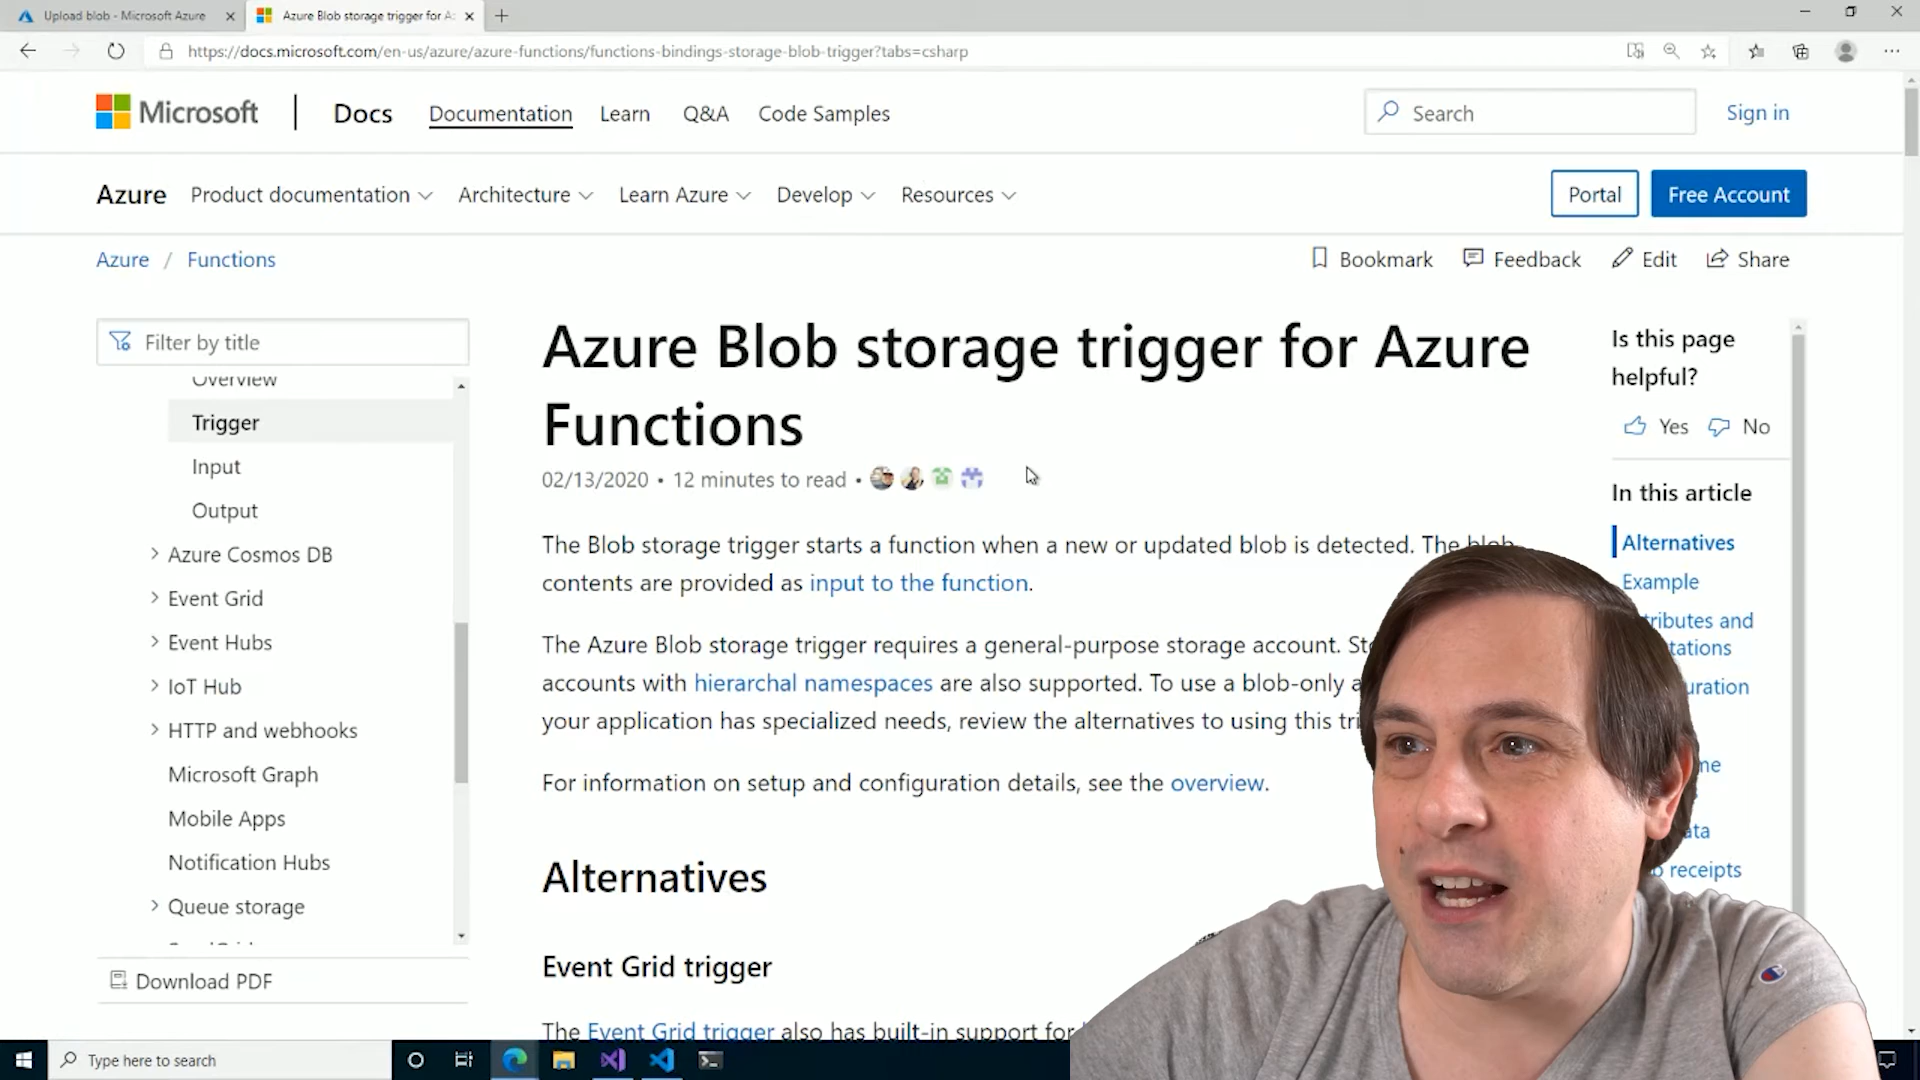 Upload blob - Microsoft Azure
Azure Blob storage trigger for A
https://docs.microsoft.com/en-us/azure/azure-functions/functions-bindings-storage-blob-trigger?tabs=csharp
Microsoft
Docs
Documentation
Learn
Q&A
Code Samples
Search
Sign in
Azure
Product documentation
Architecture
Learn Azure
Develop
Resources
Portal
Free Account
Azure / Functions
Bookmark
Feedback
Edit
Share
Filter by title
Overview
Trigger
Input
Output
Azure Cosmos DB
Event Grid
Event Hubs
IoT Hub
HTTP and webhooks
Microsoft Graph
Mobile Apps
Notification Hubs
Queue storage
Download PDF
Azure Blob storage trigger for Azure
Functions
02/13/2020 • 12 minutes to read •
The Blob storage trigger starts a function when a new or updated blob is detected. The blob
contents are provided as input to the function.
The Azure Blob storage trigger requires a general-purpose storage account. St
accounts with hierarchal namespaces are also supported. To use a blob-only a
your application has specialized needs, review the alternatives to using this tri
For information on setup and configuration details, see the overview.
Alternatives
Event Grid trigger
The Event Grid trigger also has built-in support for
Is this page
helpful?
Yes
No
In this article
Alternatives
Example
tributes and
tations
uration
me
ata
receipts
Type here to search